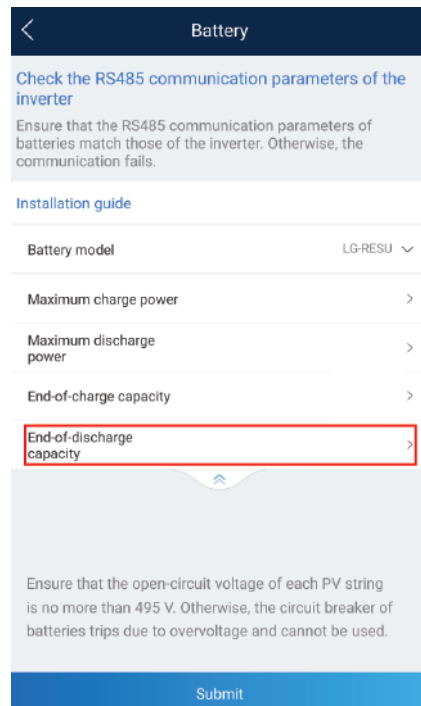 Battery
Check the RS485 communication parameters of the
inverter
Ensure that the RS485 communication parameters of
batteries match those of the inverter. Otherwise, the
communication fails.
Installation guide
Battery model LG-RESU
Maximum charge power
Maximum discharge
power
End-of-charge capacity
End-of-discharge
capacity
Ensure that the open-circuit voltage of each PV string
is no more than 495 V. Otherwise, the circuit breaker of
batteries trips due to overvoltage and cannot be used.
Submit